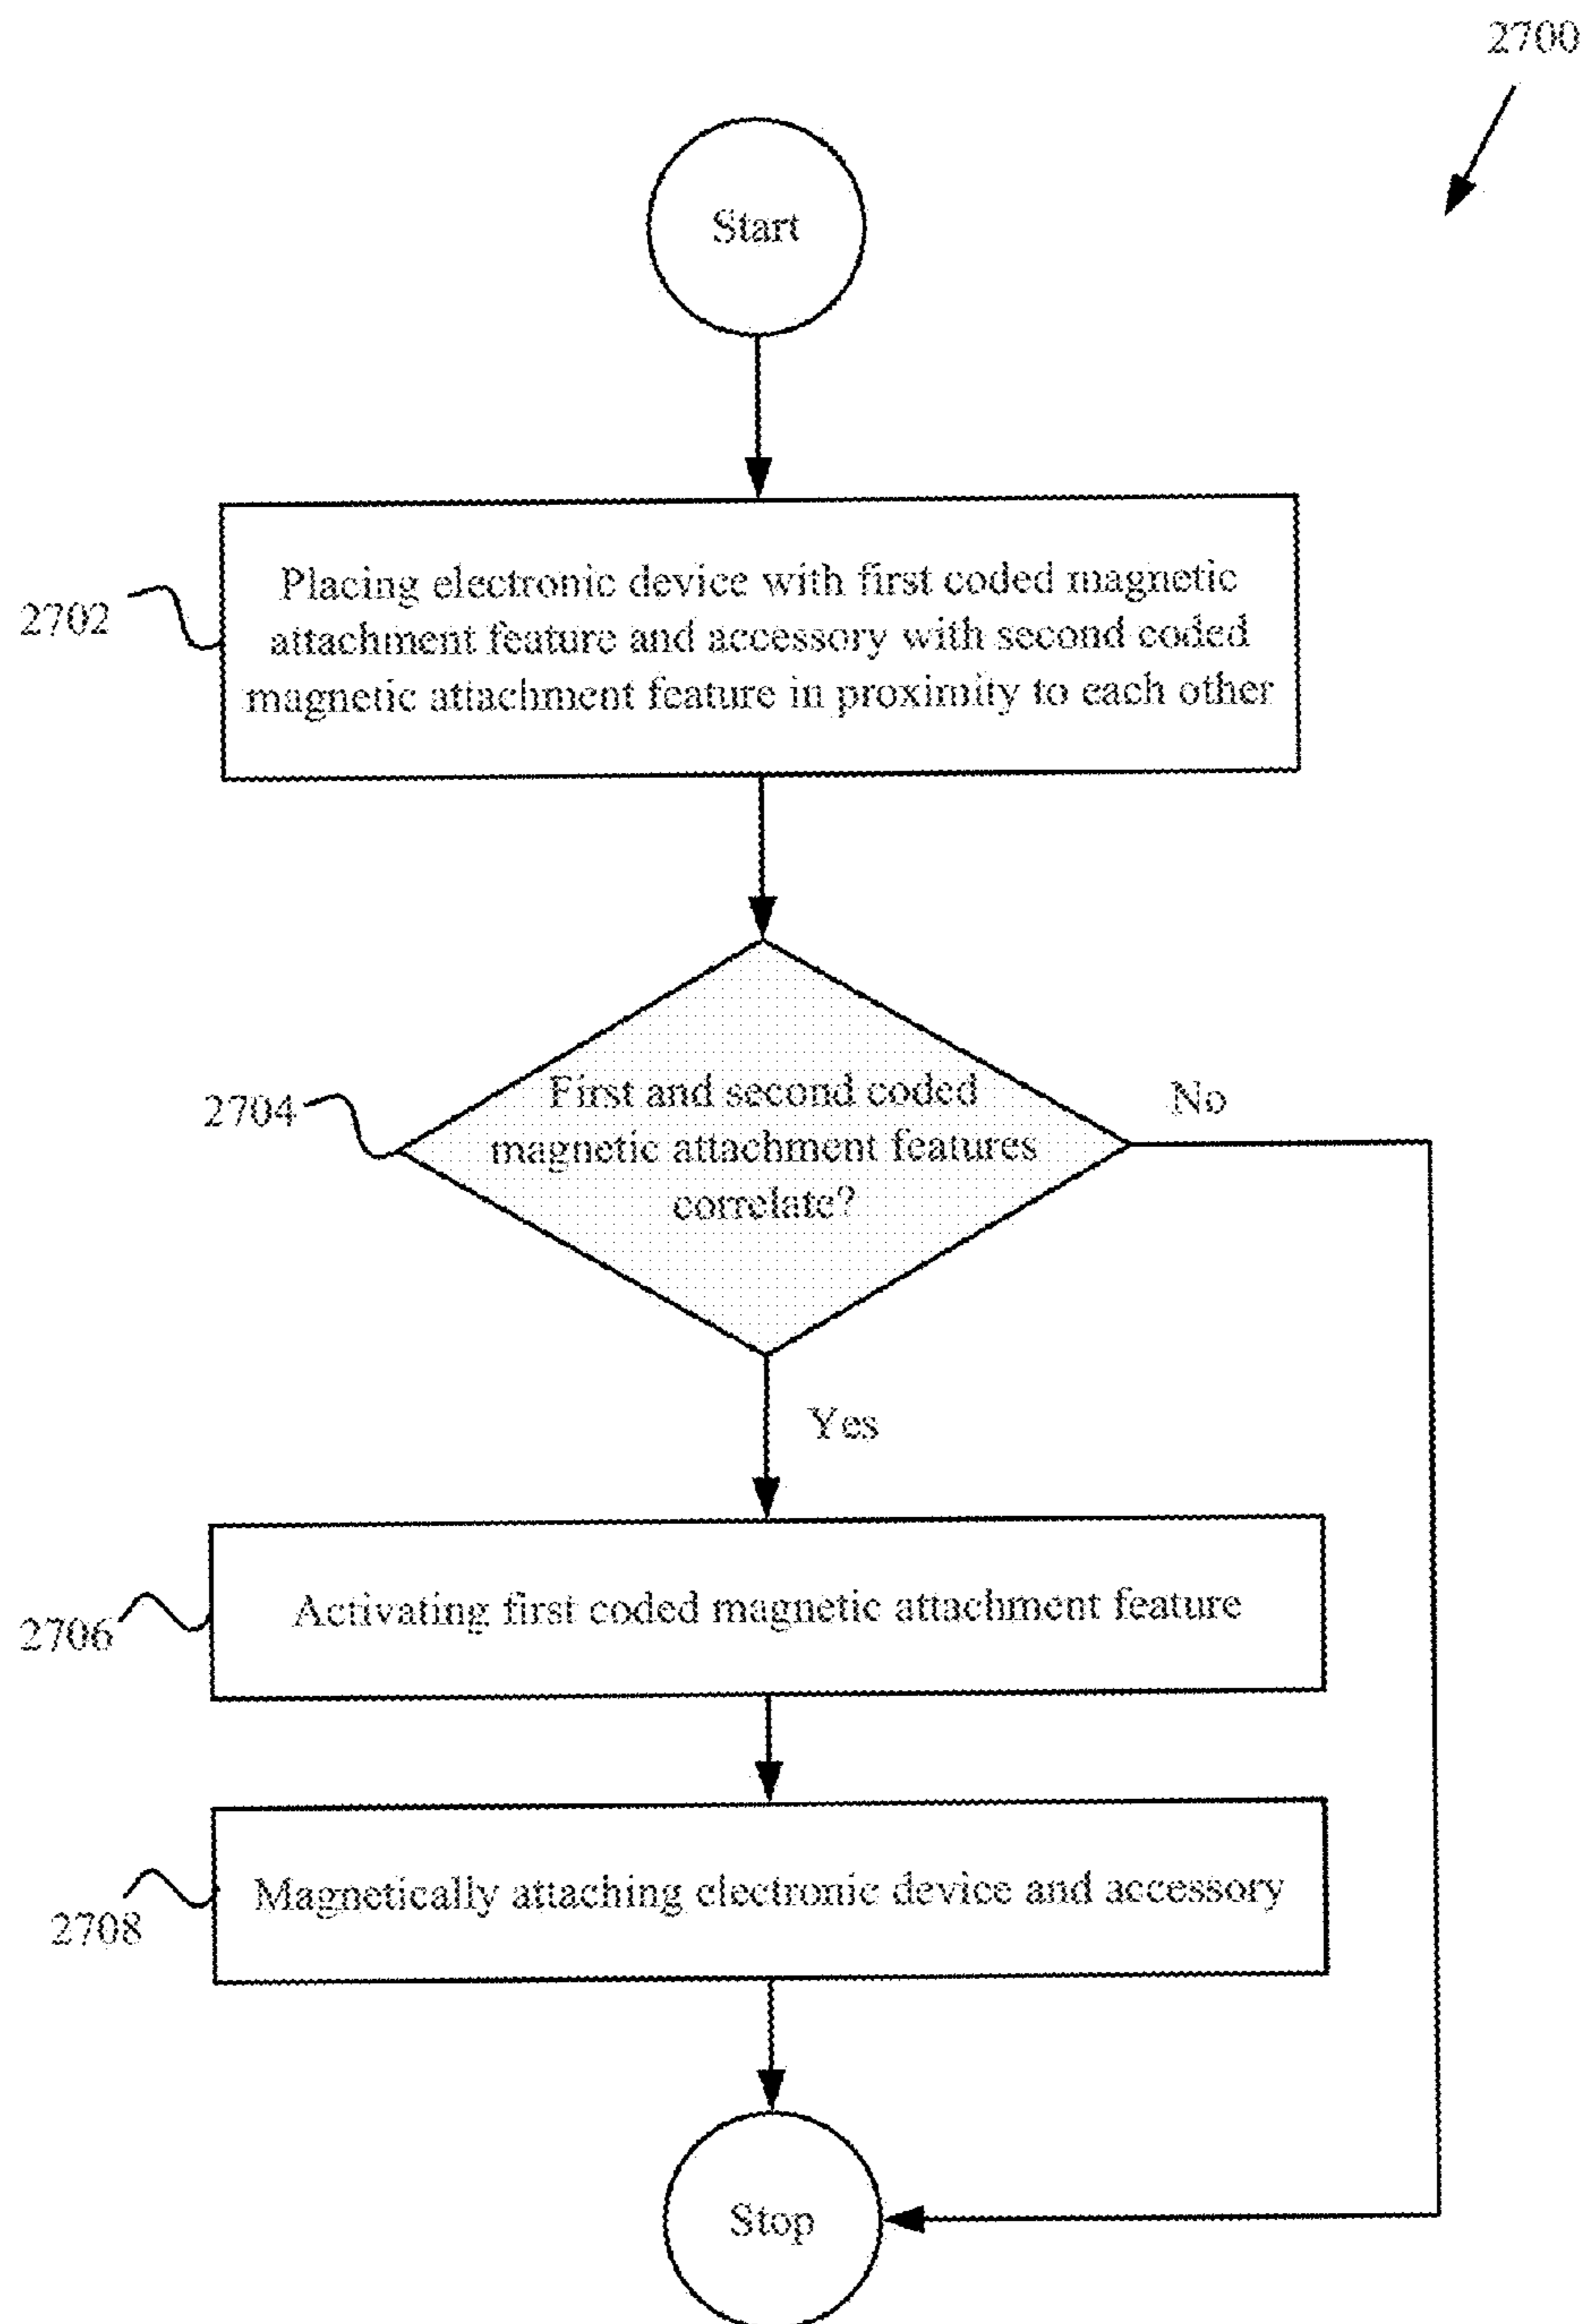 2700
Start
2702
Placing electronic device with first coded magnetic
attachment feature and accessory with second coded
magnetic attachment feature in proximity to each other
2704
First and second coded
magnetic attachment features
correlate?
No
Yes
2706
Activating first coded magnetic attachment feature
2708
Magnetically attaching electronic device and accessory
Stop